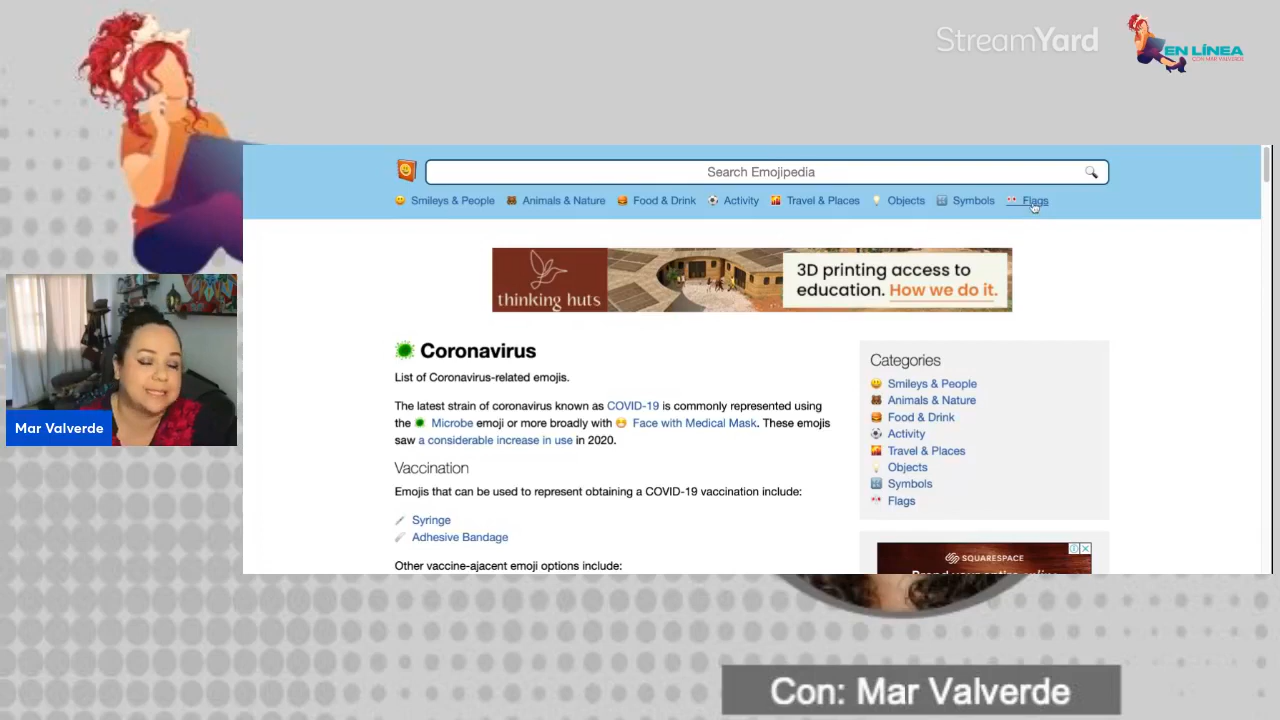 StreamYard
EN LÍNEA
CON MAR VALVERDE
Search Emojipedia
Smileys & People Animals & Nature Food & Drink Activity Travel & Places Objects Symbols Flags
thinking huts
3D printing access to
education. How we do it.
Coronavirus
List of Coronavirus-related emojis.
The latest strain of coronavirus known as COVID-19 is commonly represented using
the Microbe emoji or more broadly with Face with Medical Mask. These emojis
saw a considerable increase in use in 2020.
Vaccination
Emojis that can be used to represent obtaining a COVID-19 vaccination include:
Syringe
Adhesive Bandage
Other vaccine-ajacent emoji options include:
Categories
Smileys & People
Animals & Nature
Food & Drink
Activity
Travel & Places
Objects
Symbols
Flags
SQUARESPACE
Mar Valverde
Con: Mar Valverde